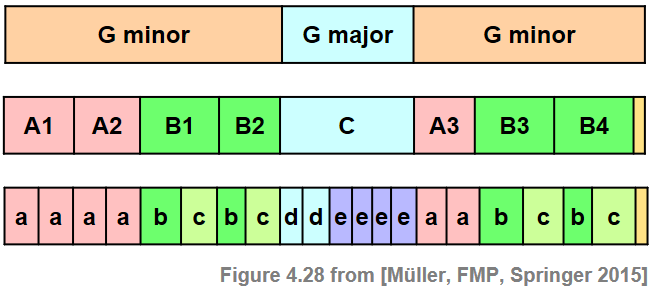 G minor G major G minor
A1 A2 B1 B2 C A3 B3 B4
a a a a b c b c d d e e e e a a b c b c
Figure 4.28 from [Müller, FMP, Springer 2015]